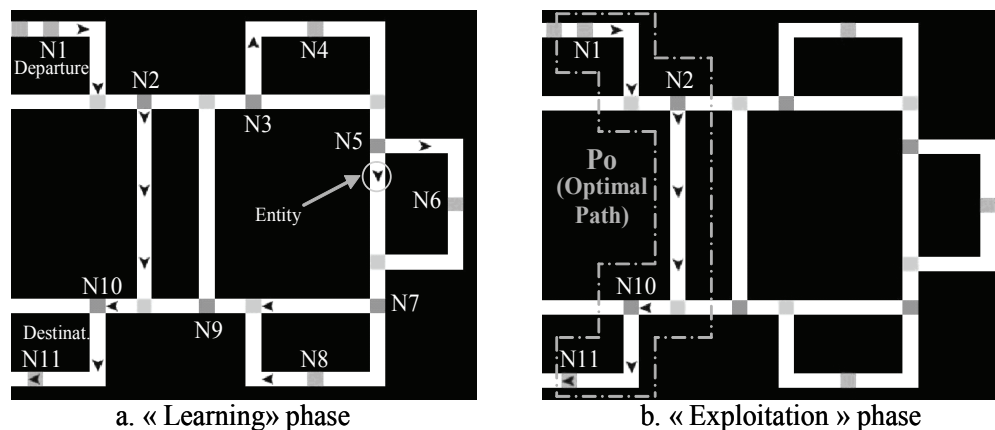 N1
Departure
N2
N3
N4
N5
N6
Entity
N10
N7
N9
Destinat.
N11
N8
a. « Learning» phase
N1
N2
Po
(Optimal
Path)
N10
N11
b. « Exploitation » phase